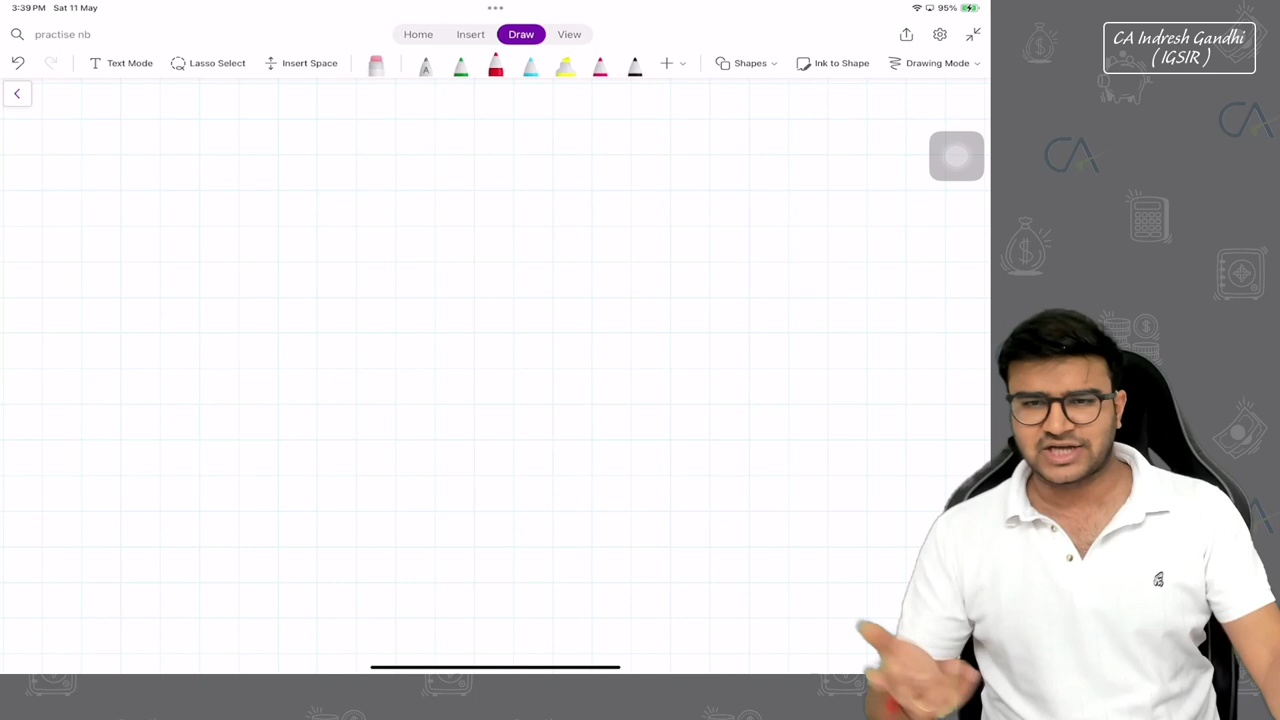 3:39 PM Sat 11 May
95%
practise nb
Home Insert Draw View
Text Mode Lasso Select Insert Space Shapes Ink to Shape Drawing Mode
A
CA Indresh Gandhi
( IGSIR )
CA
CA